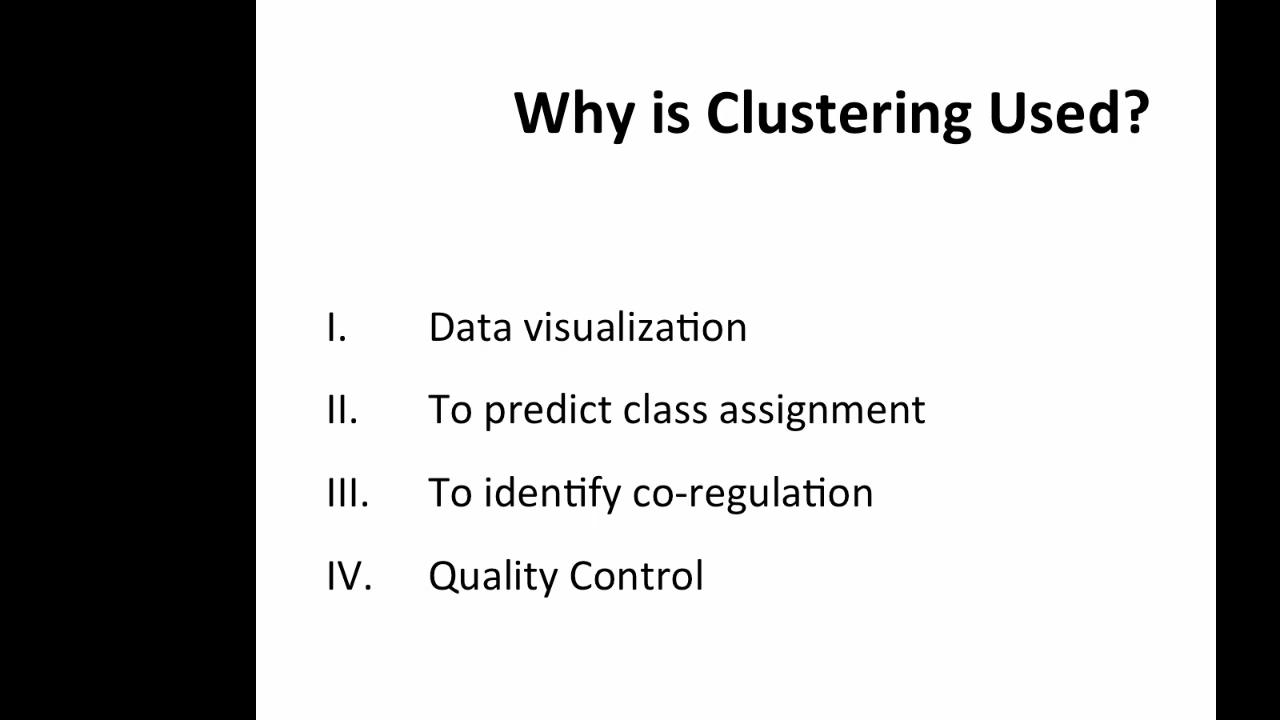 Why is Clustering Used?
I. Data visualization
II. To predict class assignment
III. To identify co-regulation
IV. Quality Control